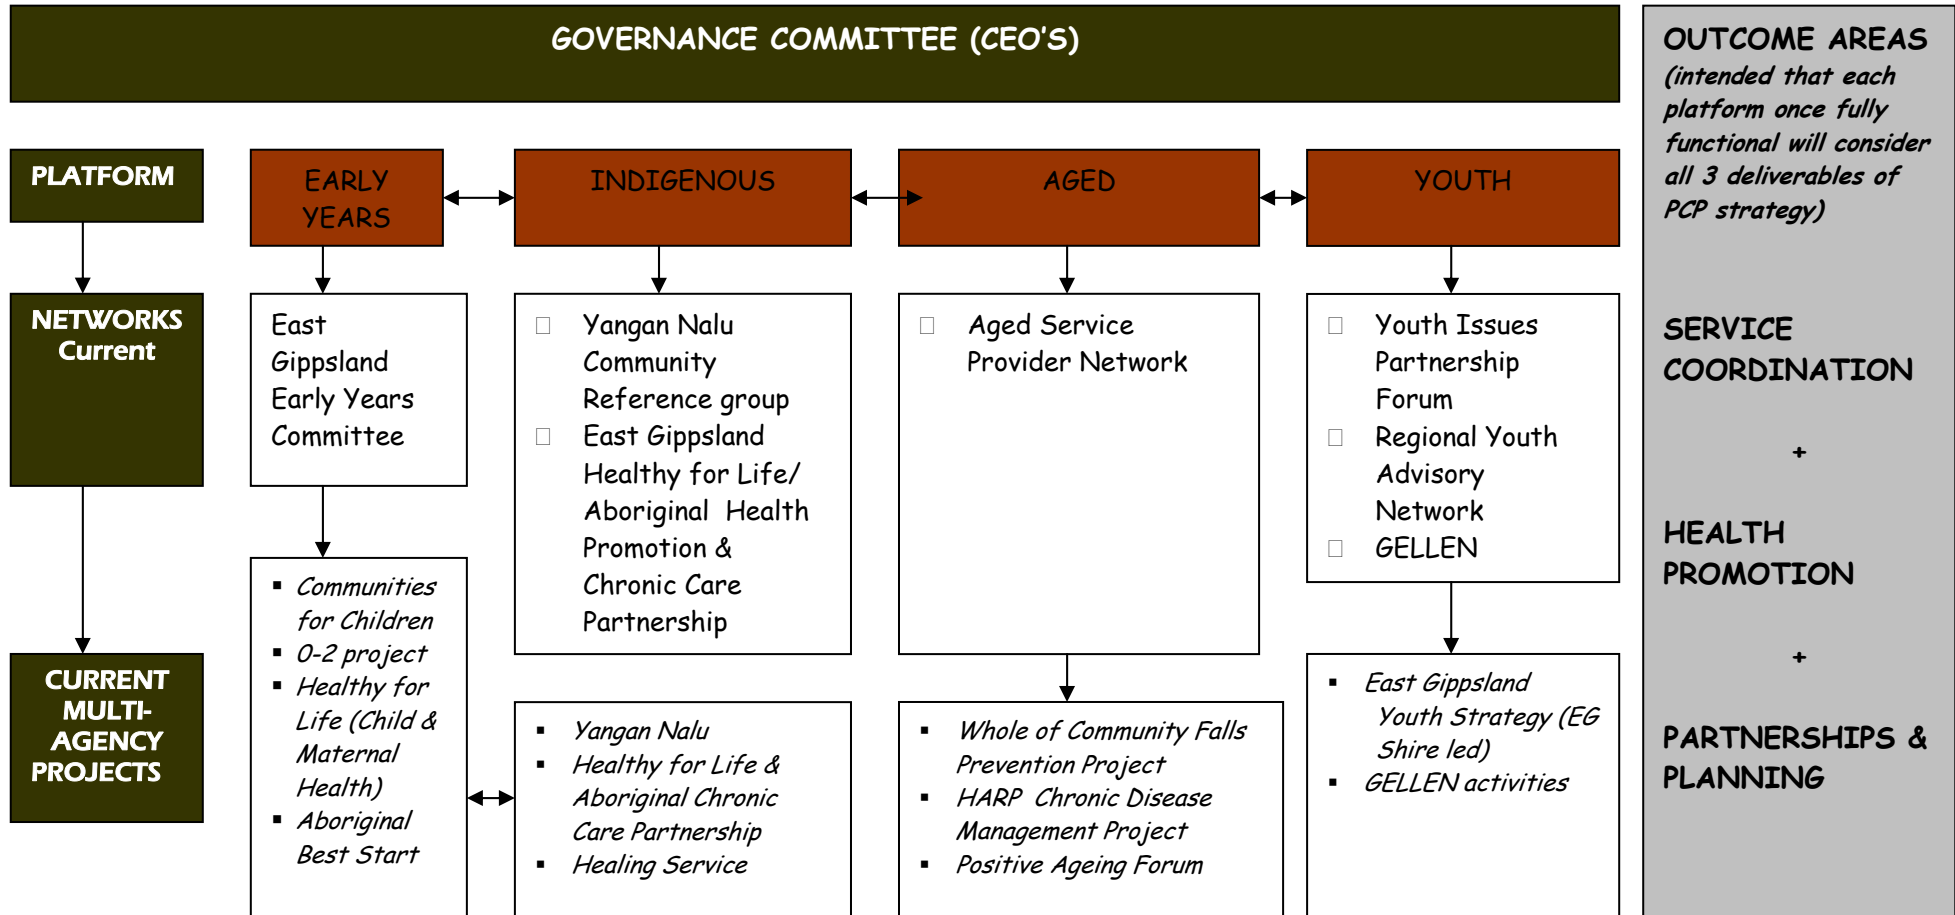 GOVERNANCE COMMITTEE (CEO'S)
PLATFORM
EARLY
YEARS
INDIGENOUS
AGED
YOUTH
NETWORKS
Current
East
Gippsland
Early Years
Committee
Yangan Nalu
Community
Reference group
East Gippsland
Healthy for Life/
Aboriginal Health
Promotion &
Chronic Care
Partnership
Aged Service
Provider Network
Youth Issues
Partnership
Forum
Regional Youth
Advisory
Network
GELLEN
CURRENT
MULTI-
AGENCY
PROJECTS
Communities
for Children
0-2 project
Healthy for
Life (Child &
Maternal
Health)
Aboriginal
Best Start
Yangan Nalu
Healthy for Life &
Aboriginal Chronic
Care Partnership
Healing Service
Whole of Community Falls
Prevention Project
HARP Chronic Disease
Management Project
Positive Ageing Forum
East Gippsland
Youth Strategy (EG
Shire led)
GELLEN activities
OUTCOME AREAS
(intended that each
platform once fully
functional will consider
all 3 deliverables of
PCP strategy)
SERVICE
COORDINATION
+
HEALTH
PROMOTION
+
PARTNERSHIPS &
PLANNING